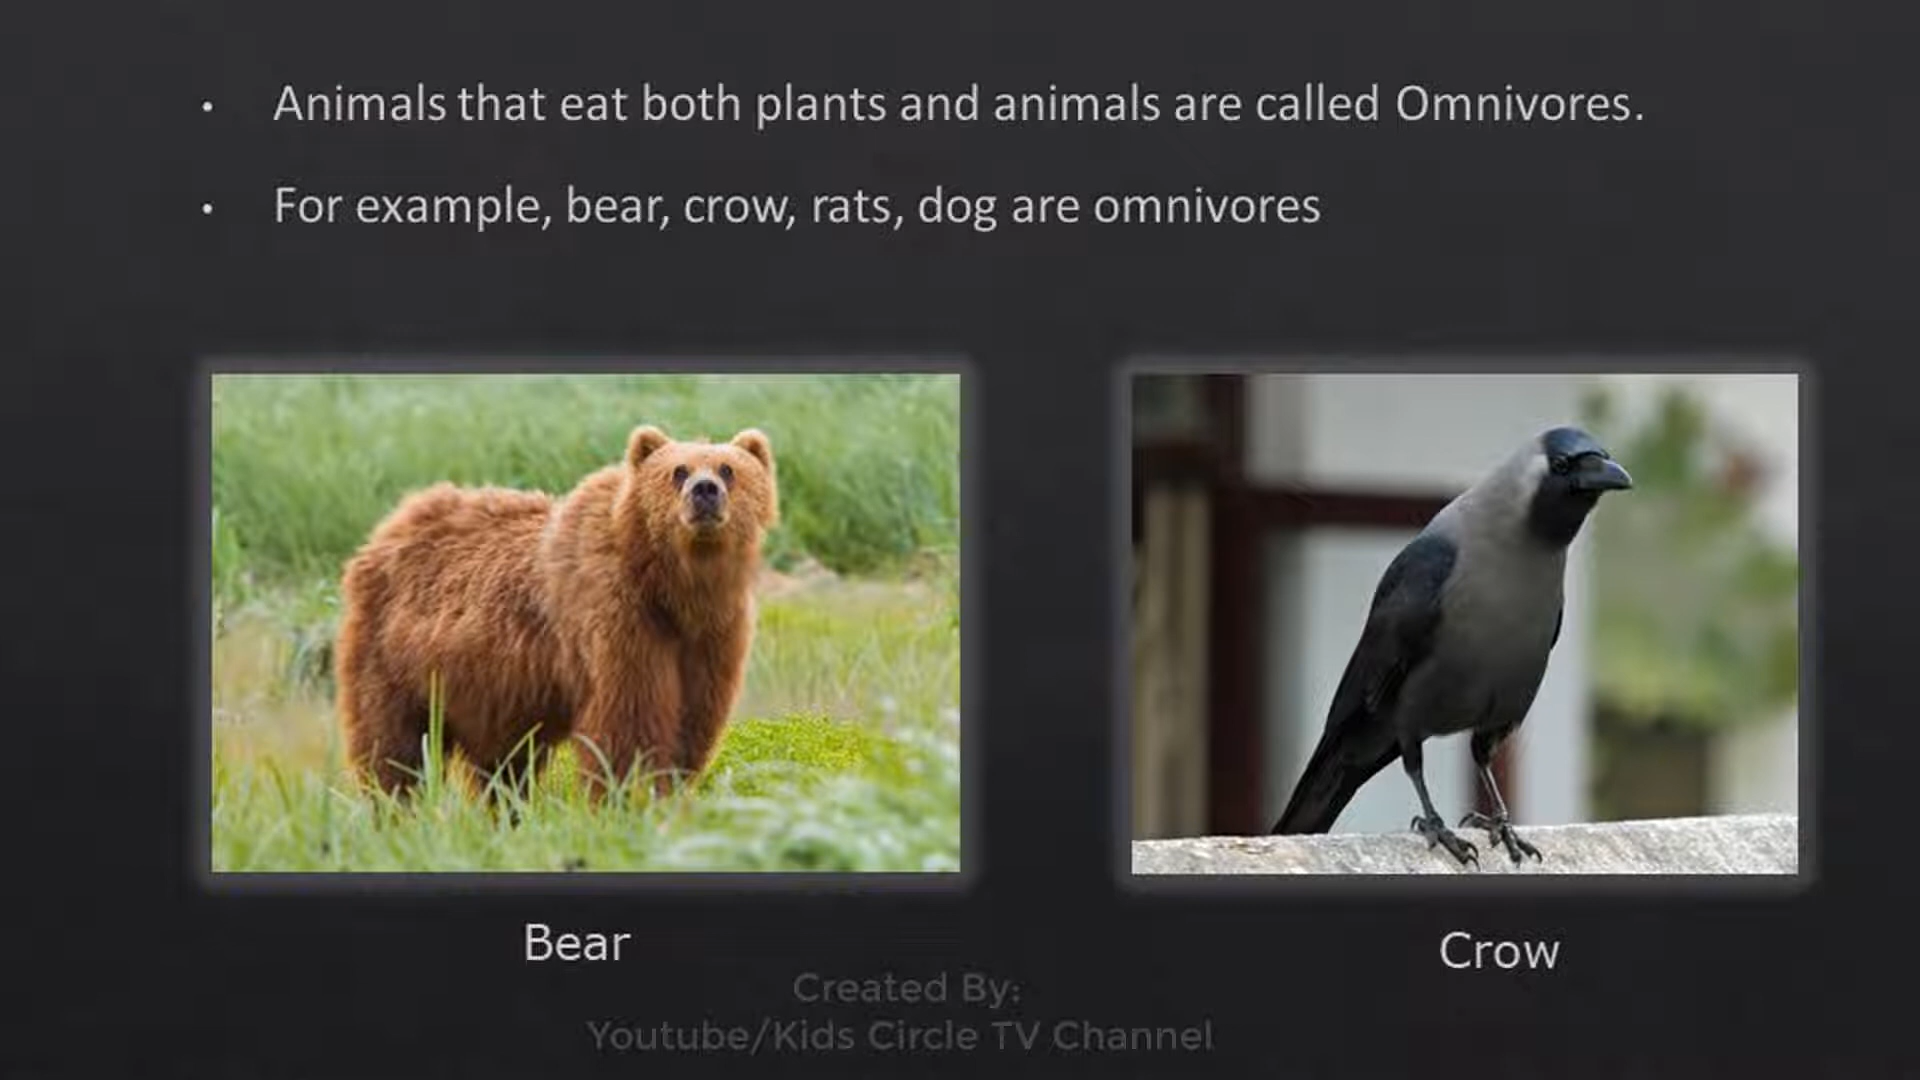 • Animals that eat both plants and animals are called Omnivores.
• For example, bear, crow, rats, dog are omnivores
Bear
Crow
Created By:
Youtube/Kids Circle TV Channel